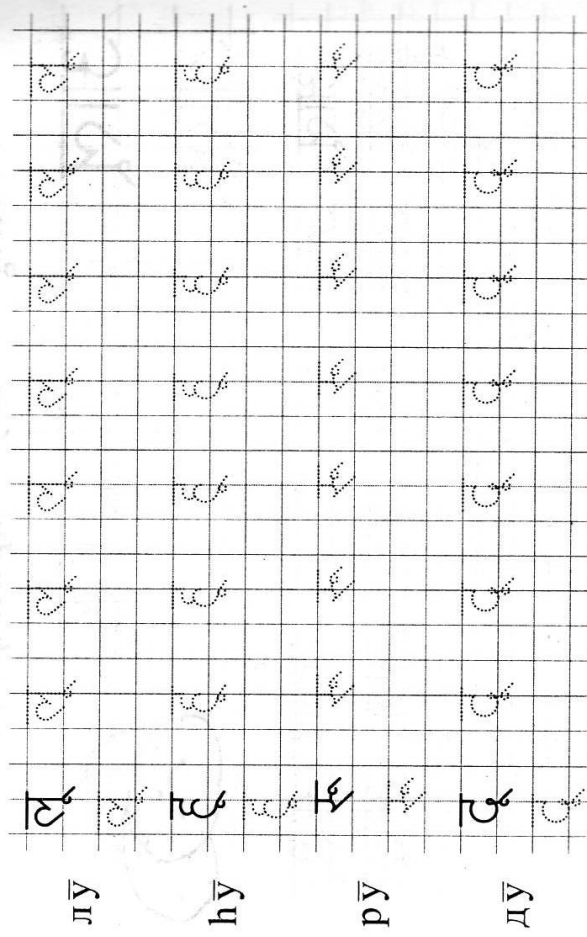 лӯ लू लू लू लू लू लू लू लू
लू
hӯ हू हू हू हू हू हू हू हू
हू
рӯ रू रू रू रू रू रू रू रू
रू
дӯ दू दू दू दू दू दू दू दू
दू